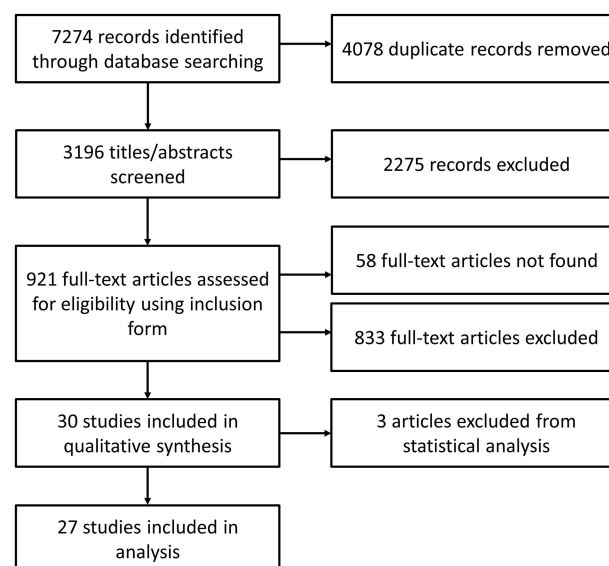 7274 records identified
through database searching
4078 duplicate records removed
3196 titles/abstracts
screened
2275 records excluded
921 full-text articles assessed
for eligibility using inclusion
form
58 full-text articles not found
833 full-text articles excluded
30 studies included in
qualitative synthesis
3 articles excluded from
statistical analysis
27 studies included in
analysis